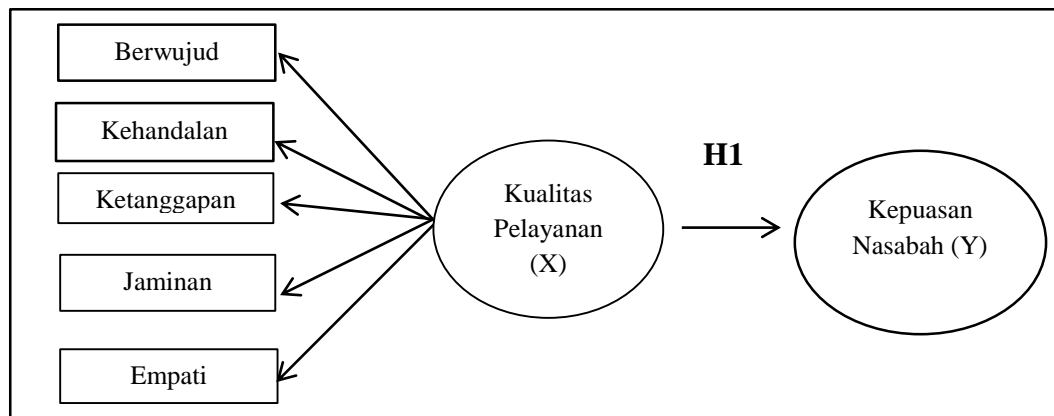 Berwujud
Kehandalan
Ketanggapan
Jaminan
Empati
Kualitas
Pelayanan
(X)
H1
Kepuasan
Nasabah (Y)